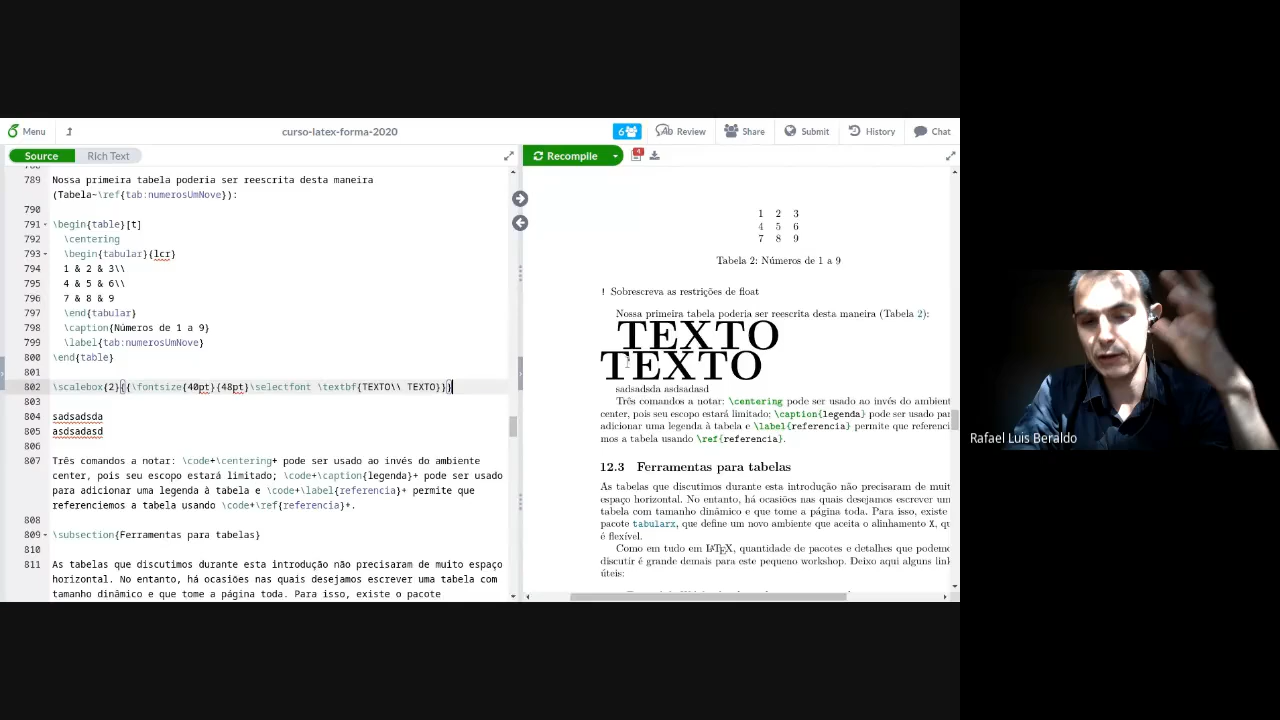 Menu
curso-latex-forma-2020
6
Review
Share
Submit
History
Chat
Source
Rich Text
Recompile
4
789 Nossa primeira tabela poderia ser reescrita desta maneira
(Tabela~\ref{tab:numerosUmNove}):
790
791 \begin{table}[t]
792 \centering
793 \begin{tabular}{lcr}
794 1 & 2 & 3\\
795 4 & 5 & 6\\
796 7 & 8 & 9
797 \end{tabular}
798 \caption{Números de 1 a 9}
799 \label{tab:numerosUmNove}
800 \end{table}
801
802 \scalebox{2}{{\fontsize{40pt}{48pt}\selectfont \textbf{TEXTO\\ TEXTO}}}
803
804 sadsadsda
805 asdsadasd
806
807 Três comandos a notar: \code+\centering+ pode ser usado ao invés do ambiente
center, pois seu escopo estará limitado; \code+\caption{legenda}+ pode ser usado
para adicionar uma legenda à tabela e \code+\label{referencia}+ permite que
referenciemos a tabela usando \code+\ref{referencia}+.
808
809 \subsection{Ferramentas para tabelas}
810
811 As tabelas que discutimos durante esta introdução não precisaram de muito espaço
horizontal. No entanto, há ocasiões nas quais desejamos escrever uma tabela com
tamanho dinâmico e que tome a página toda. Para isso, existe o pacote
1 2 3
4 5 6
7 8 9
Tabela 2: Números de 1 a 9
! Sobrescreva as restrições de float
Nossa primeira tabela poderia ser reescrita desta maneira (Tabela 2):
TEXTO
TEXTO
sadsadsda asdsadasd
Três comandos a notar: \centering pode ser usado ao invés do ambient
center, pois seu escopo estará limitado; \caption{legenda} pode ser usado par
adicionar uma legenda à tabela e \label{referencia} permite que referenci
mos a tabela usando \ref{referencia}.
12.3 Ferramentas para tabelas
As tabelas que discutimos durante esta introdução não precisaram de muit
espaço horizontal. No entanto, há ocasiões nas quais desejamos escrever um
tabela com tamanho dinâmico e que tome a página toda. Para isso, existe
pacote tabularx, que define um novo ambiente que aceita o alinhamento X, qu
é flexível.
Como em tudo em LATEX, quantidade de pacotes e detalhes que podemo
discutir é grande demais para este pequeno workshop. Deixo aqui alguns link
úteis:
Rafael Luis Beraldo